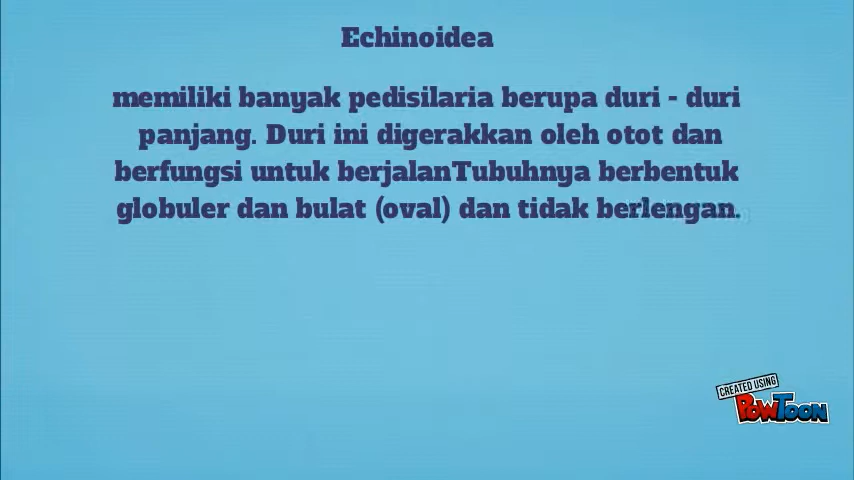 Echinoidea
memiliki banyak pedisilaria berupa duri - duri
panjang. Duri ini digerakkan oleh otot dan
berfungsi untuk berjalanTubuhnya berbentuk
globuler dan bulat (oval) dan tidak berlengan.
CREATED USING
POWTOON